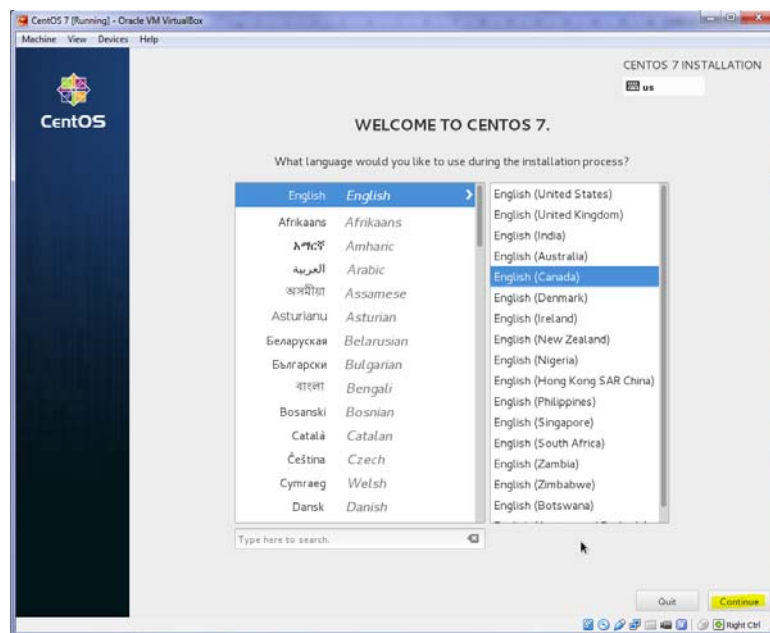 CentOS 7 [Running] - Oracle VM VirtualBox
Machine View Devices Help
CENTOS 7 INSTALLATION
us
CentOS
WELCOME TO CENTOS 7.
What language would you like to use during the installation process?
English English
Afrikaans Afrikaans
አማርኛ Amharic
العربية Arabic
অসমীয়া Assamese
Asturianu Asturian
Беларуская Belarusian
Български Bulgarian
বাংলা Bengali
Bosanski Bosnian
Català Catalan
Čeština Czech
Cymraeg Welsh
Dansk Danish
English (United States)
English (United Kingdom)
English (India)
English (Australia)
English (Canada)
English (Denmark)
English (Ireland)
English (New Zealand)
English (Nigeria)
English (Hong Kong SAR China)
English (Philippines)
English (Singapore)
English (South Africa)
English (Zambia)
English (Zimbabwe)
English (Botswana)
Type here to search.
Quit Continue
Right Ctrl